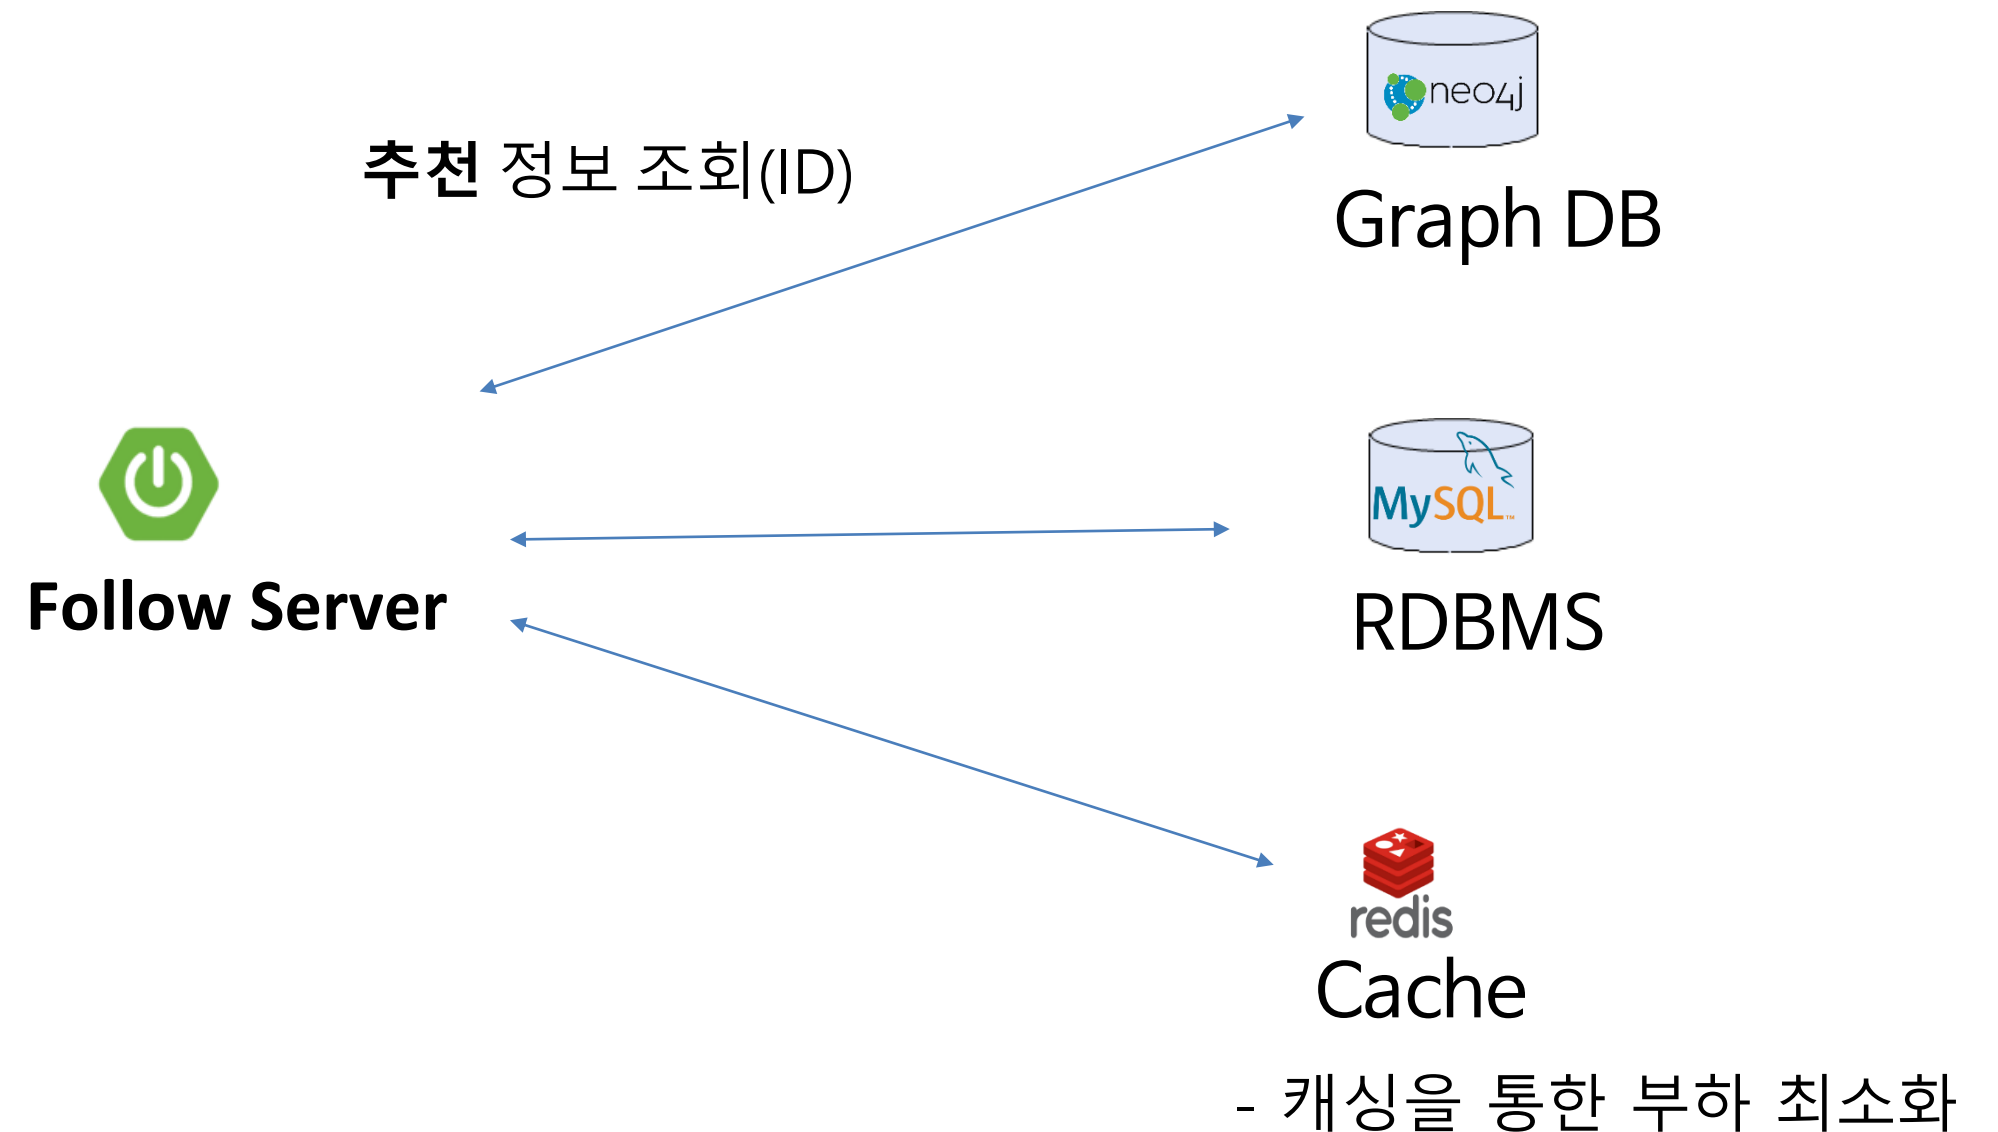 neo4j
추천 정보 조회(ID)
Graph DB
MySQL™
Follow Server
RDBMS
redis
Cache
- 캐싱을 통한 부하 최소화